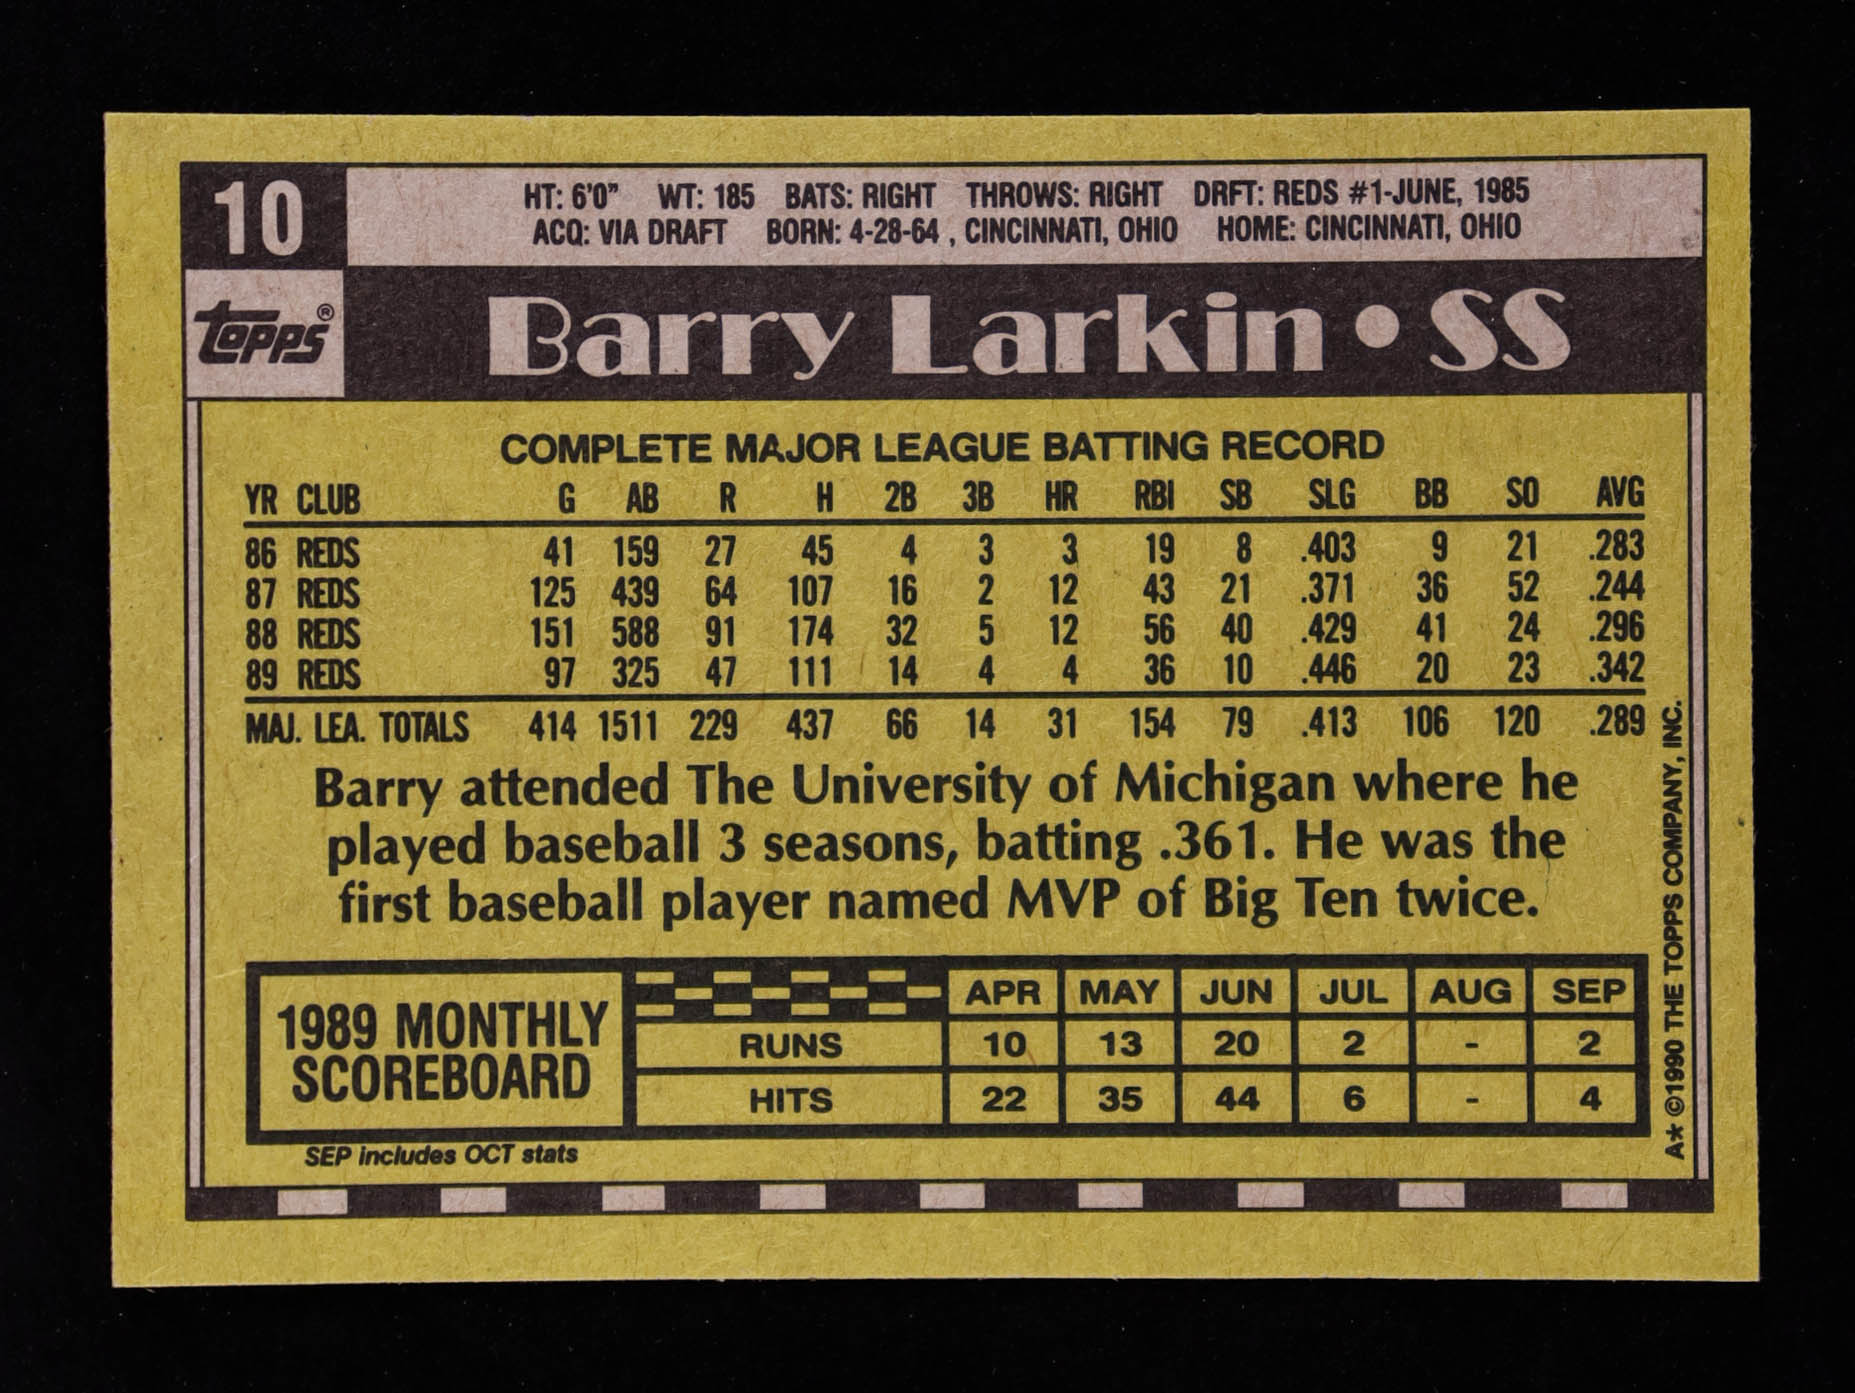 10
HT: 6'0" WT: 185 BATS: RIGHT THROWS: RIGHT DRFT: REDS #1-JUNE, 1985
ACQ: VIA DRAFT BORN: 4-28-64 , CINCINNATI, OHIO HOME: CINCINNATI, OHIO
topps®
Barry Larkin • SS
COMPLETE MAJOR LEAGUE BATTING RECORD
YR CLUB G AB R H 2B 3B HR RBI SB SLG BB SO AVG
86 REDS 41 159 27 45 4 3 3 19 8 .403 9 21 .283
87 REDS 125 439 64 107 16 2 12 43 21 .371 36 52 .244
88 REDS 151 588 91 174 32 5 12 56 40 .429 41 24 .296
89 REDS 97 325 47 111 14 4 4 36 10 .446 20 23 .342
MAJ. LEA. TOTALS 414 1511 229 437 66 14 31 154 79 .413 106 120 .289
Barry attended The University of Michigan where he
played baseball 3 seasons, batting .361. He was the
first baseball player named MVP of Big Ten twice.
1989 MONTHLY
SCOREBOARD
APR MAY JUN JUL AUG SEP
RUNS 10 13 20 2 - 2
HITS 22 35 44 6 - 4
SEP includes OCT stats
A* ©1990 THE TOPPS COMPANY, INC.